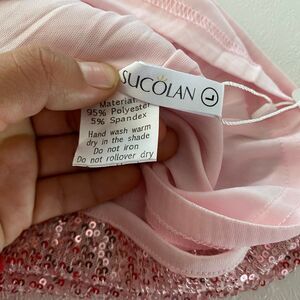 SUCOLAN
L
Material:
95% Polyester
5% Spandex
Hand wash warm
dry in the shade
Do not iron
Do not rollover dry